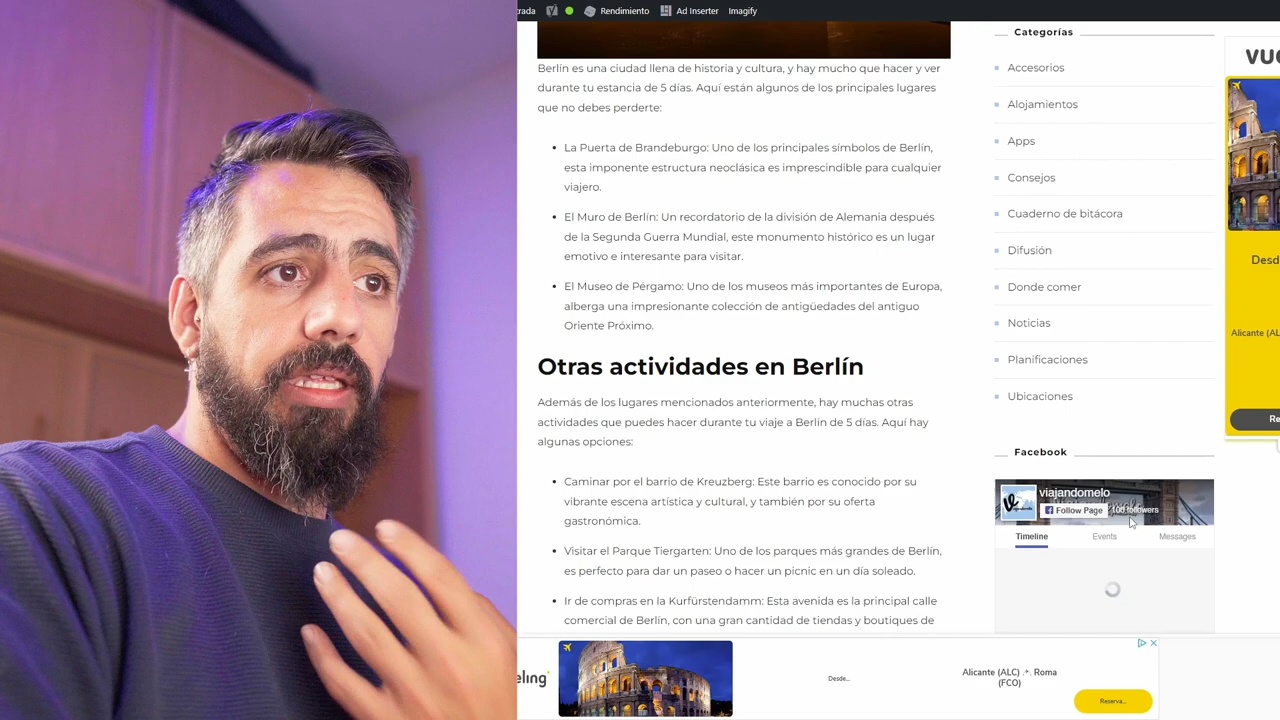 Rendimiento
Ad Inserter
Imagify
Berlín es una ciudad llena de historia y cultura, y hay mucho que hacer y ver
durante tu estancia de 5 días. Aquí están algunos de los principales lugares
que no debes perderte:
La Puerta de Brandeburgo: Uno de los principales símbolos de Berlín,
esta imponente estructura neoclásica es imprescindible para cualquier
viajero.
El Muro de Berlín: Un recordatorio de la división de Alemania después
de la Segunda Guerra Mundial, este monumento histórico es un lugar
emotivo e interesante para visitar.
El Museo de Pérgamo: Uno de los museos más importantes de Europa,
alberga una impresionante colección de antigüedades del antiguo
Oriente Próximo.
Otras actividades en Berlín
Además de los lugares mencionados anteriormente, hay muchas otras
actividades que puedes hacer durante tu viaje a Berlín de 5 días. Aquí hay
algunas opciones:
Caminar por el barrio de Kreuzberg: Este barrio es conocido por su
vibrante escena artística y cultural, y también por su oferta
gastronómica.
Visitar el Parque Tiergarten: Uno de los parques más grandes de Berlín,
es perfecto para dar un paseo o hacer un picnic en un día soleado.
Ir de compras en la Kurfürstendamm: Esta avenida es la principal calle
comercial de Berlín, con una gran cantidad de tiendas y boutiques de
Categorías
Accesorios
Alojamientos
Apps
Consejos
Cuaderno de bitácora
Difusión
Donde comer
Noticias
Planificaciones
Ubicaciones
Facebook
viajandomelo
Follow Page
followers
Timeline
Events
Messages
Desd
Alicante (AL
Re
eling
Desde...
Alicante (ALC) Roma
(FCO)
Reserva...